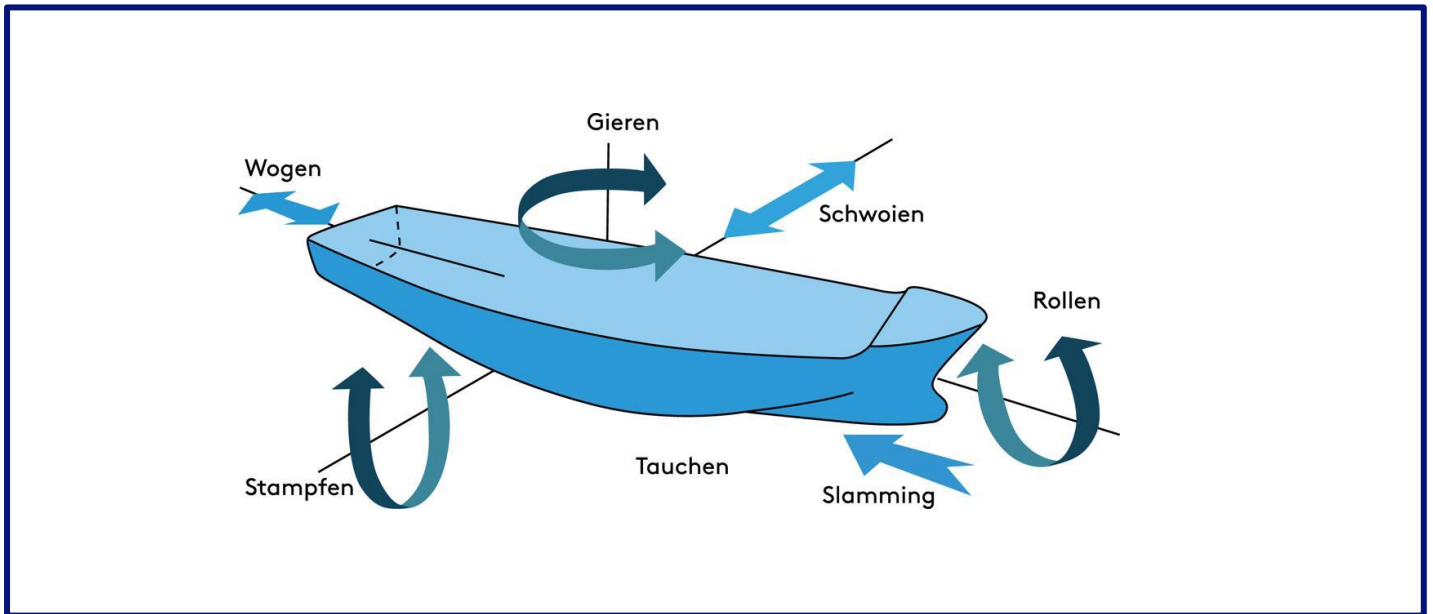 Gieren
Wogen
Schwoien
Rollen
Tauchen
Stampfen
Slamming